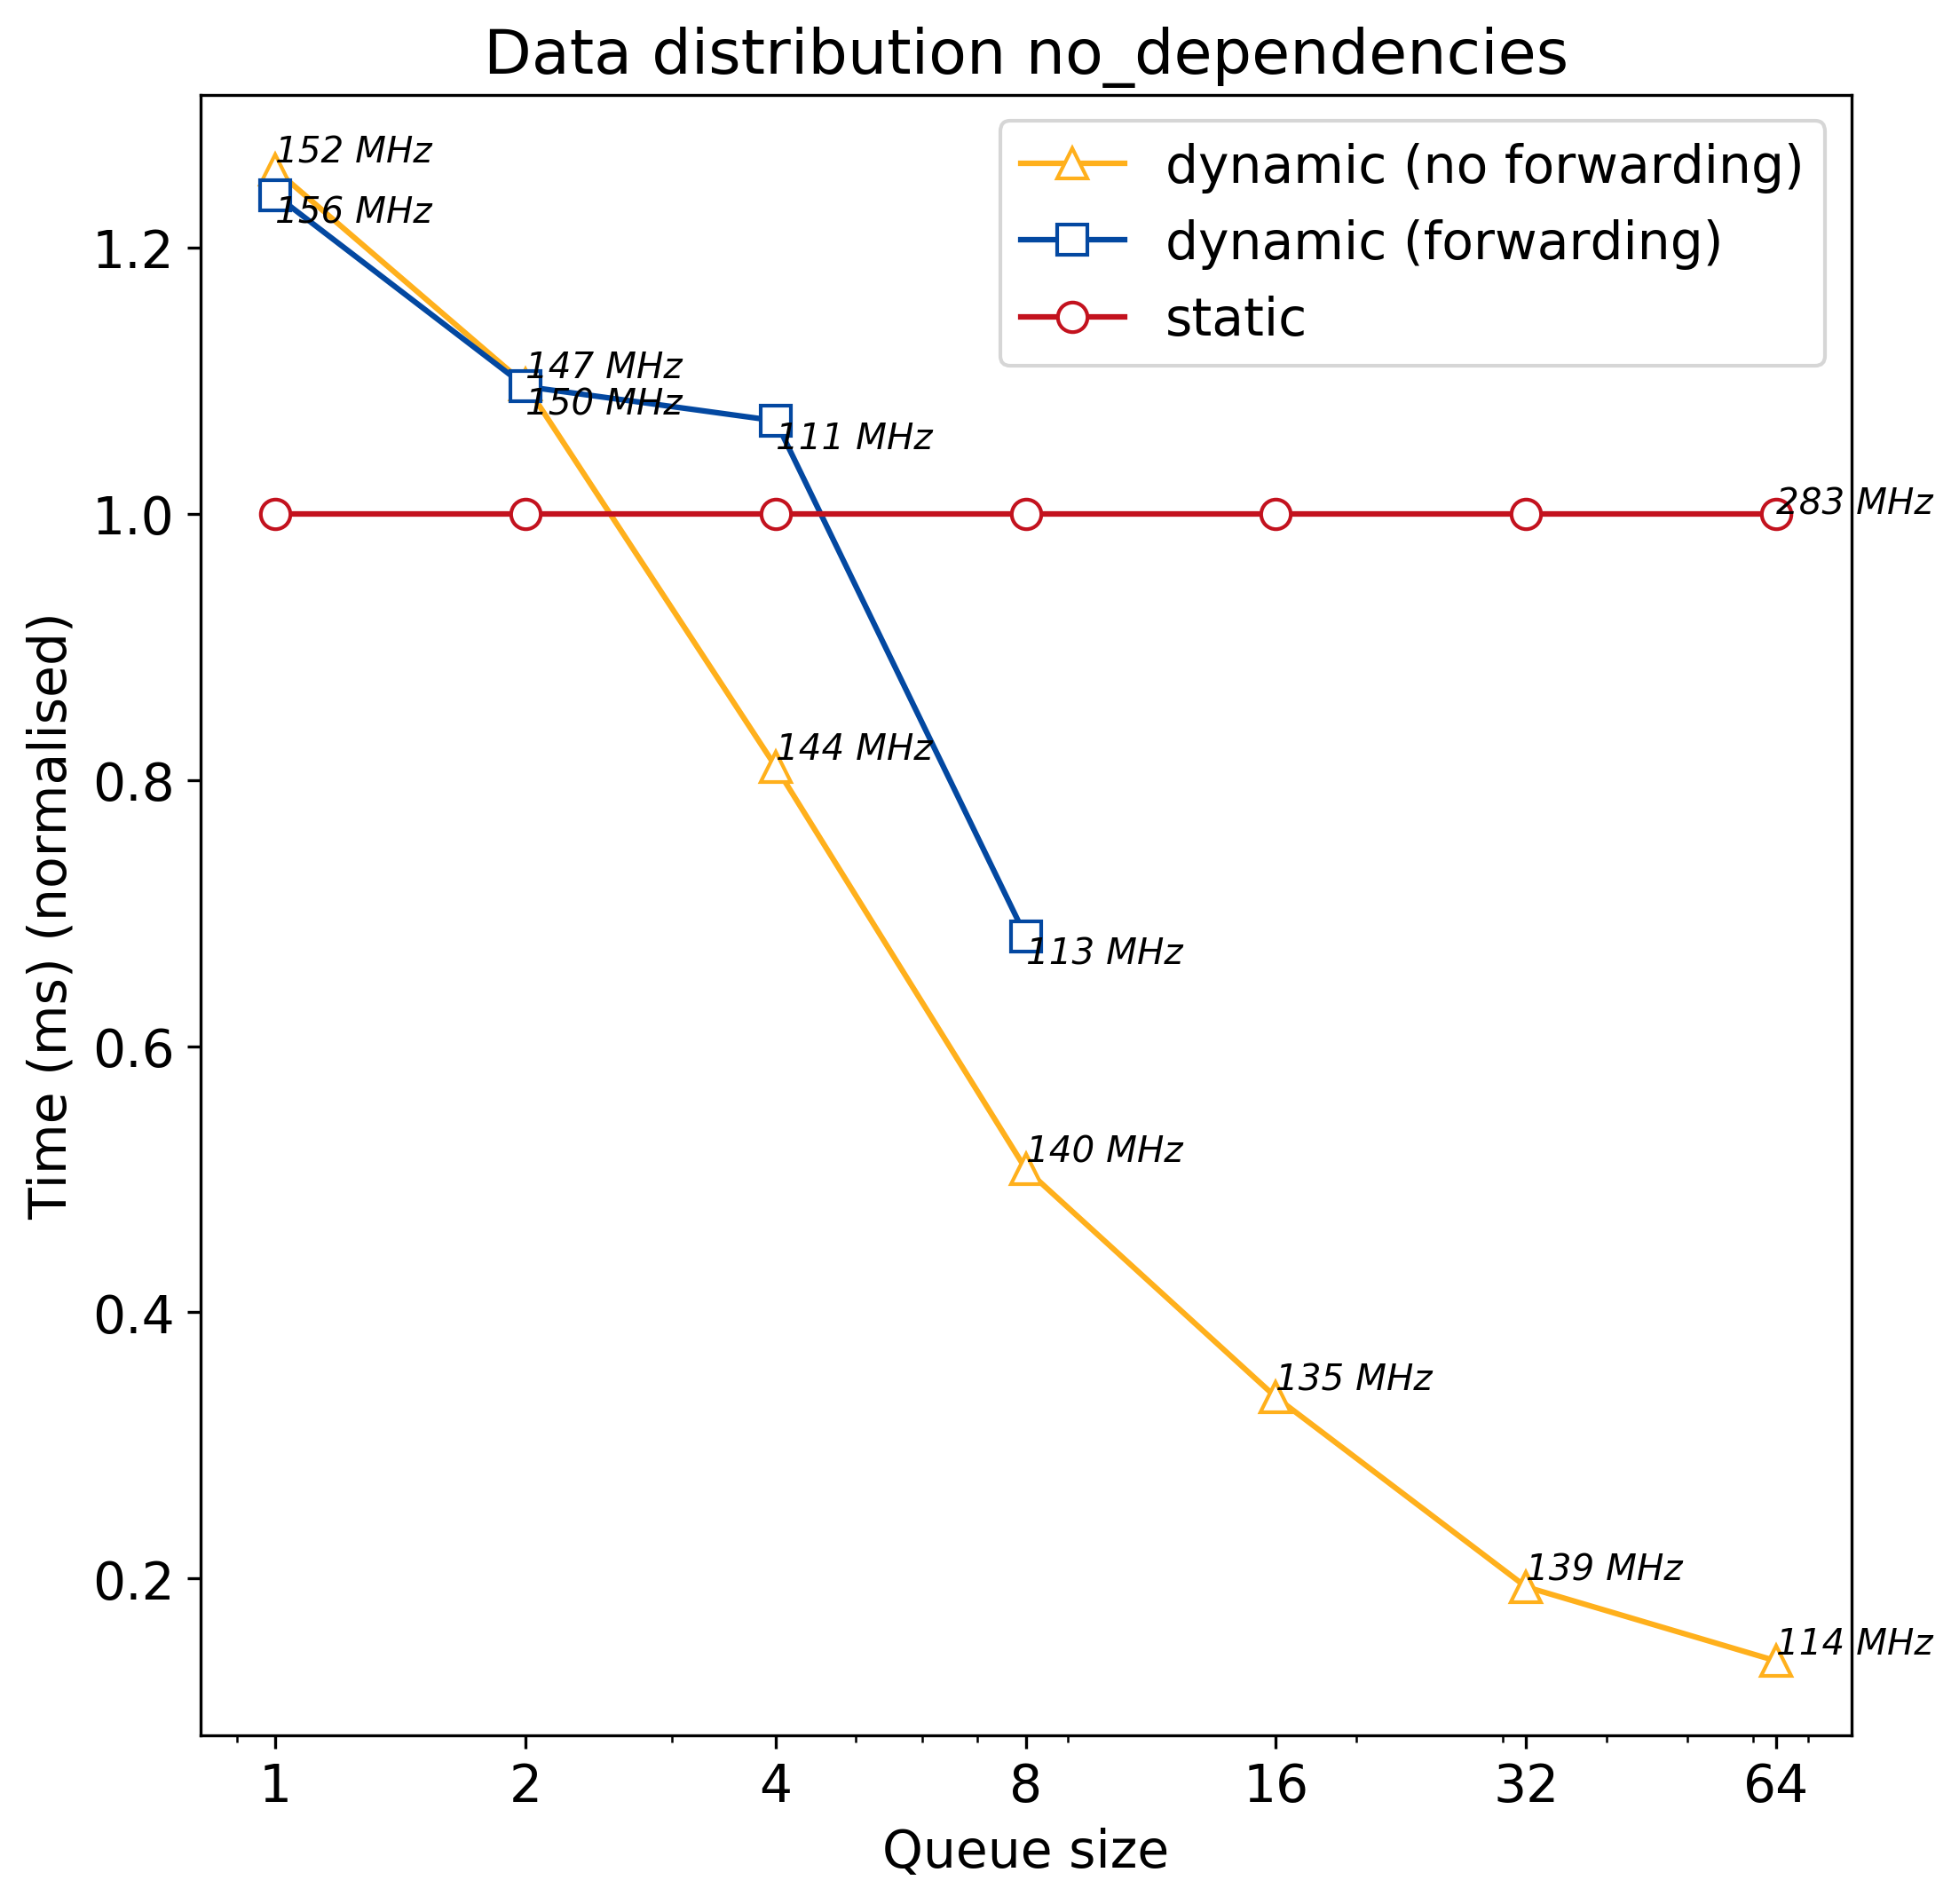 Data distribution no_dependencies
dynamic (no forwarding)
dynamic (forwarding)
static
152 MHz
156 MHz
147 MHz
150 MHz
111 MHz
283 MHz
144 MHz
113 MHz
140 MHz
135 MHz
139 MHz
114 MHz
1.2
1.0
0.8
0.6
0.4
0.2
Time (ms) (normalised)
1 2 4 8 16 32 64
Queue size